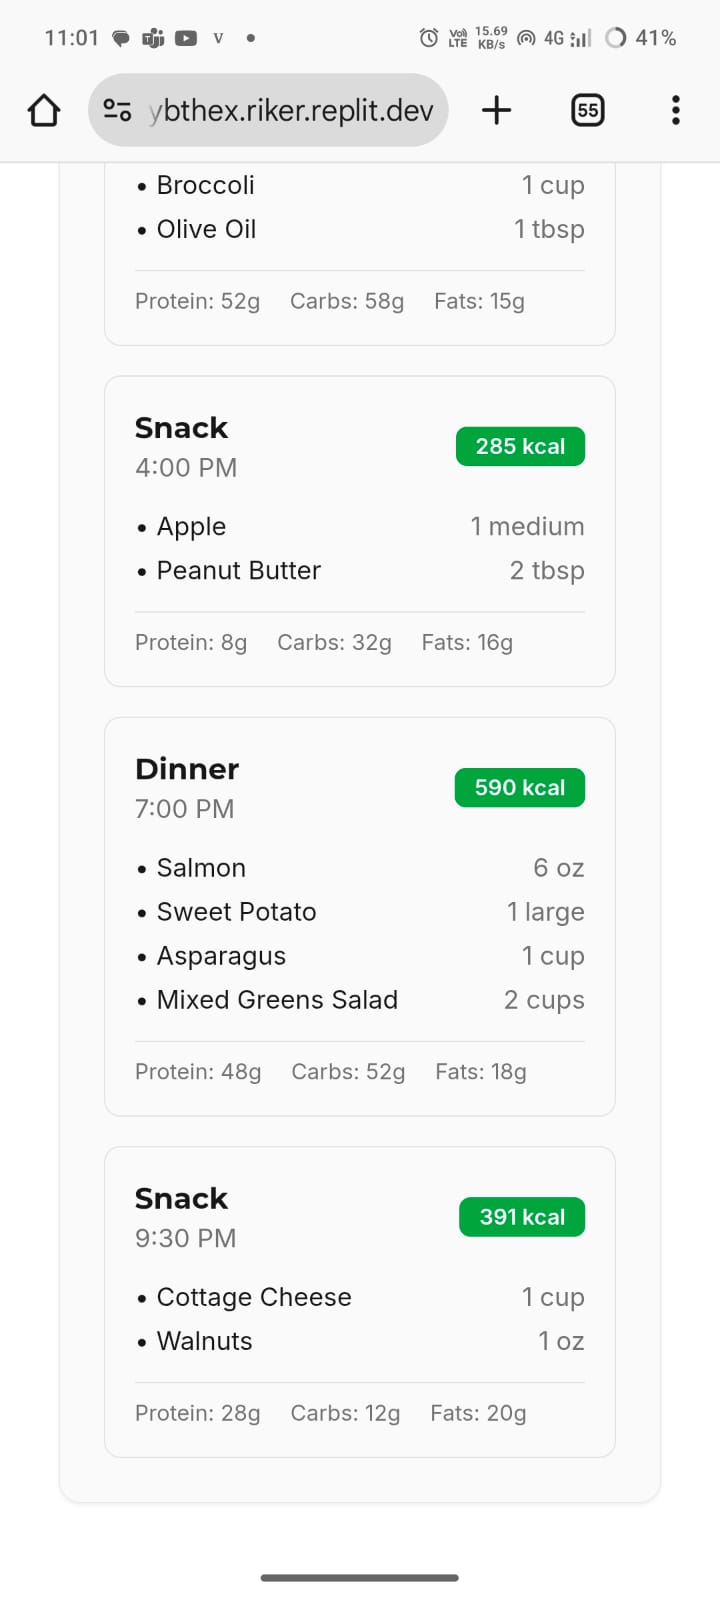 11:01 V VoI) LTE 15.69 KB/s 4G 41%
ybthex.riker.replit.dev 55
• Broccoli 1 cup
• Olive Oil 1 tbsp
Protein: 52g Carbs: 58g Fats: 15g
Snack 285 kcal
4:00 PM
• Apple 1 medium
• Peanut Butter 2 tbsp
Protein: 8g Carbs: 32g Fats: 16g
Dinner 590 kcal
7:00 PM
• Salmon 6 oz
• Sweet Potato 1 large
• Asparagus 1 cup
• Mixed Greens Salad 2 cups
Protein: 48g Carbs: 52g Fats: 18g
Snack 391 kcal
9:30 PM
• Cottage Cheese 1 cup
• Walnuts 1 oz
Protein: 28g Carbs: 12g Fats: 20g